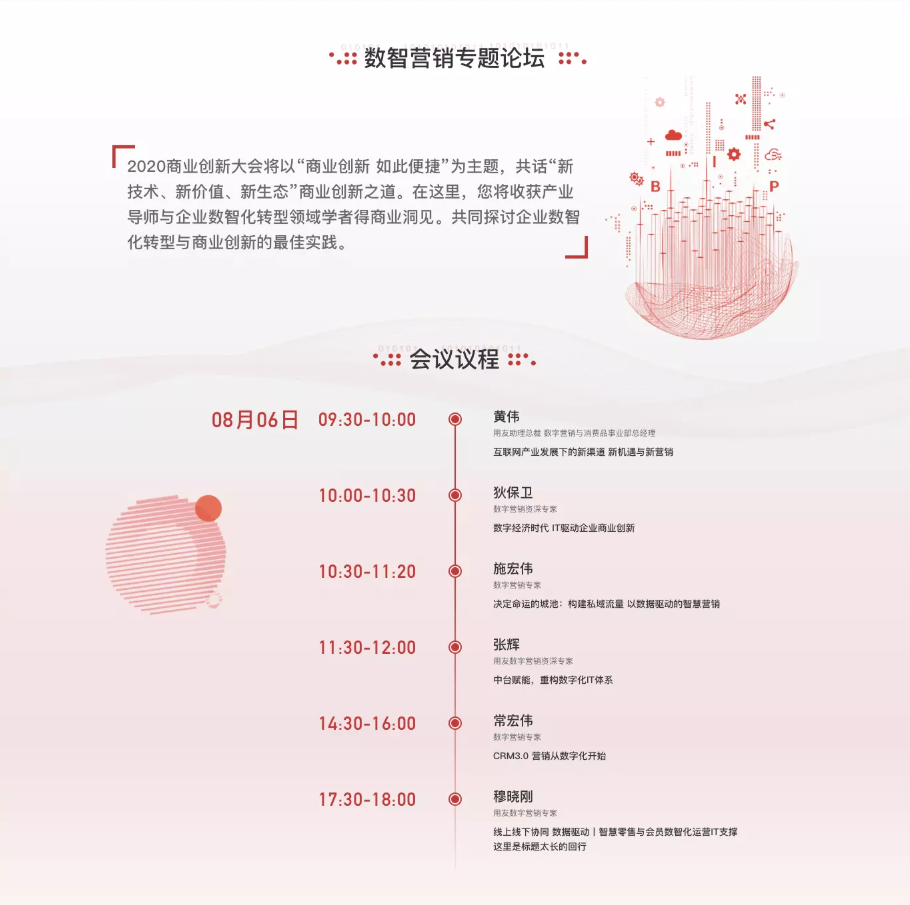 数智营销专题论坛
2020商业创新大会将以“商业创新 如此便捷”为主题，共话“新
技术、新价值、新生态”商业创新之道。在这里，您将收获产业
导师与企业数智化转型领域学者得商业洞见。共同探讨企业数智
化转型与商业创新的最佳实践。
I
B P
会议议程
08月06日 09:30-10:00 黄伟
用友助理总裁 数字营销与消费品事业部总经理
互联网产业发展下的新渠道 新机遇与新营销
10:00-10:30 狄保卫
数字营销资深专家
数字经济时代 IT驱动企业商业创新
10:30-11:20 施宏伟
数字营销专家
决定命运的城池：构建私域流量 以数据驱动的智慧营销
11:30-12:00 张辉
用友数字营销资深专家
中台赋能，重构数字化IT体系
14:30-16:00 常宏伟
数字营销专家
CRM3.0 营销从数字化开始
17:30-18:00 穆晓刚
用友数字营销专家
线上线下协同 数据驱动丨智慧零售与会员数智化运营IT支撑
这里是标题太长的回行